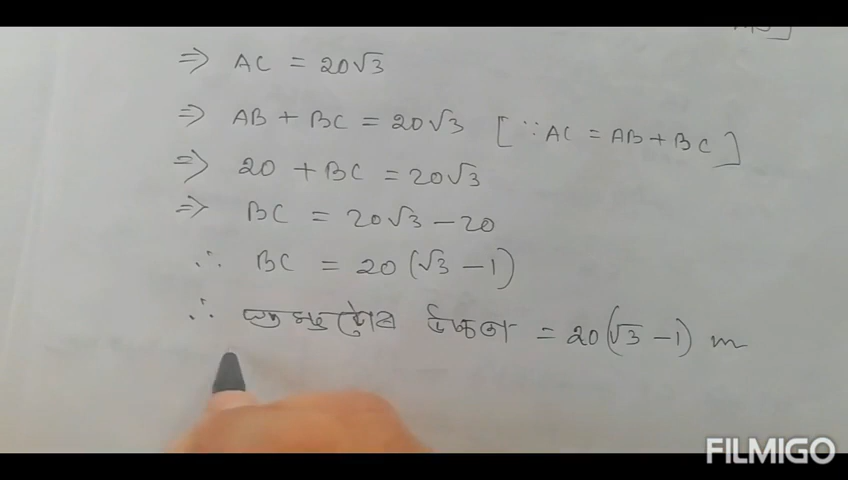 ⇒ AC = 20√3
⇒ AB + BC = 20√3 [∵ AC = AB + BC]
⇒ 20 + BC = 20√3
⇒ BC = 20√3 − 20
∴ BC = 20(√3 − 1)
∴ = 20(√3 − 1) m
FILMIGO